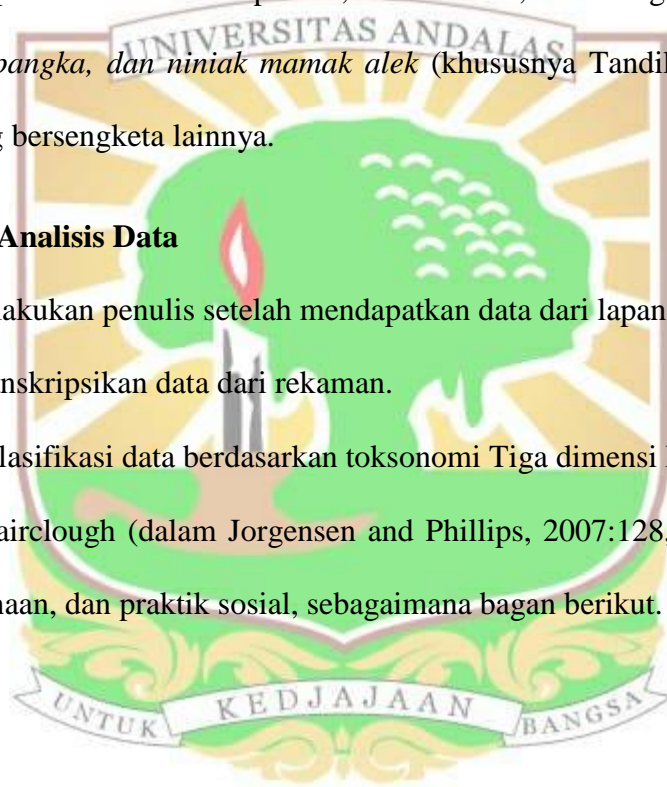 UNIVERSITAS ANDALAS
pangka, dan niniak mamak alek (khususnya Tandil
bersengketa lainnya.
Analisis Data
lakukan penulis setelah mendapatkan data dari lapan
nskripsikan data dari rekaman.
lasifikasi data berdasarkan toksonomi Tiga dimensi
airclough (dalam Jorgensen and Phillips, 2007:128,
naan, dan praktik sosial, sebagaimana bagan berikut.
UNTUK KEDJAJAAN BANGSA